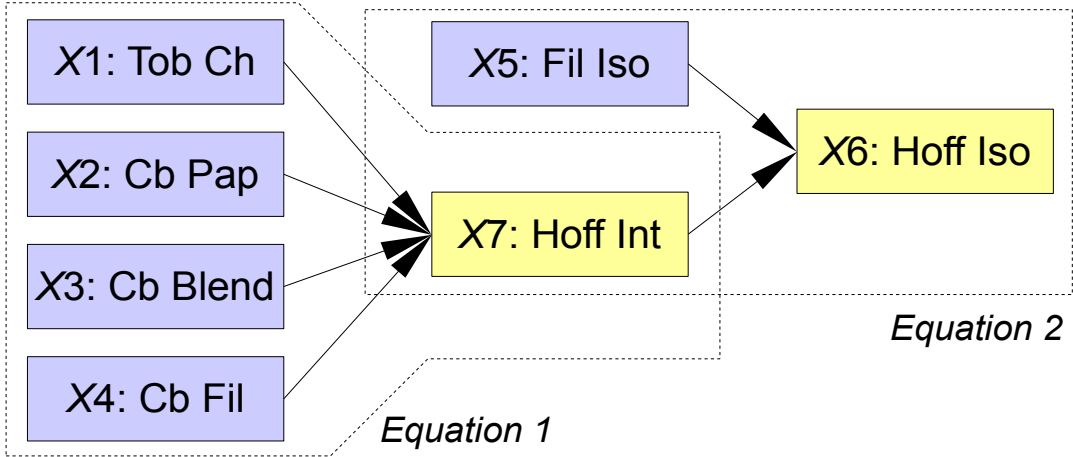 X1: Tob Ch
X2: Cb Pap
X3: Cb Blend
X4: Cb Fil
X5: Fil Iso
X7: Hoff Int
X6: Hoff Iso
Equation 1
Equation 2